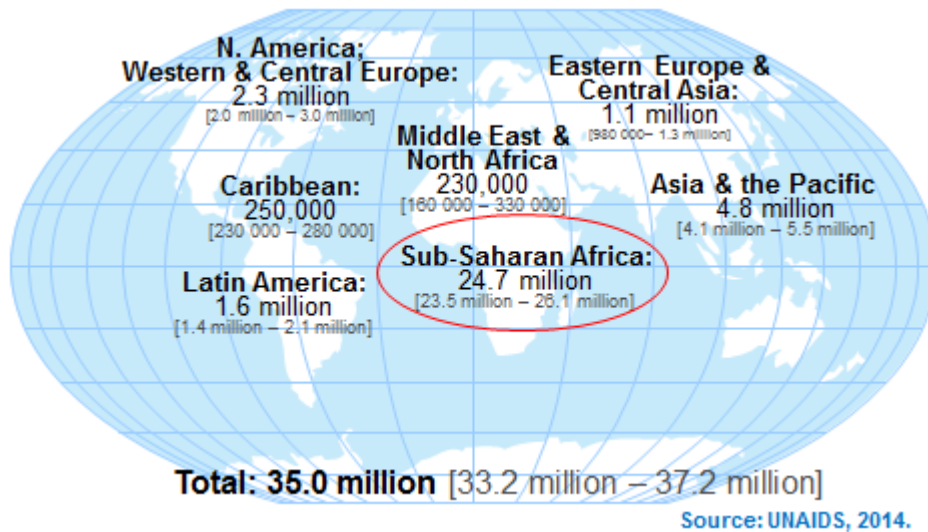 N. America;
Western & Central Europe:
2.3 million
[2.0 million – 3.0 million]
Eastern Europe &
Central Asia:
1.1 million
[980 000– 1.3 million]
Middle East &
North Africa
230,000
[160 000 – 330 000]
Caribbean:
250,000
[230 000 – 280 000]
Asia & the Pacific
4.8 million
[4.1 million – 5.5 million]
Sub-Saharan Africa:
24.7 million
[23.5 million – 26.1 million]
Latin America:
1.6 million
[1.4 million – 2.1 million]
Total: 35.0 million [33.2 million – 37.2 million]
Source: UNAIDS, 2014.